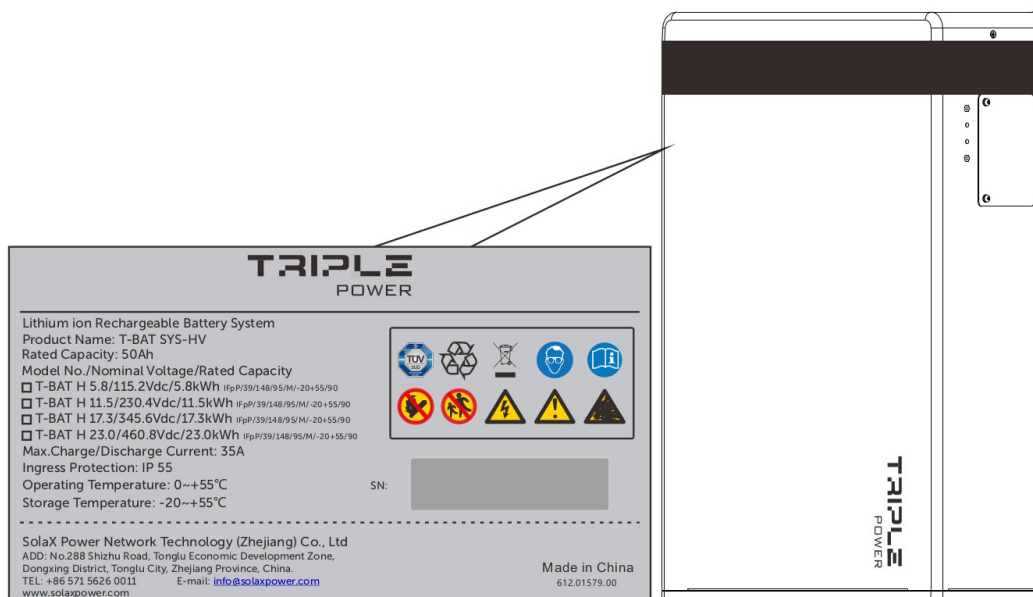 TRIPLE
POWER
Lithium ion Rechargeable Battery System
Product Name: T-BAT SYS-HV
Rated Capacity: 50Ah
Model No./Nominal Voltage/Rated Capacity
T-BAT H 5.8/115.2Vdc/5.8kWh IFpP/39/148/95/M/-20+55/90
T-BAT H 11.5/230.4Vdc/11.5kWh IFpP/39/148/95/M/-20+55/90
T-BAT H 17.3/345.6Vdc/17.3kWh IFpP/39/148/95/M/-20+55/90
T-BAT H 23.0/460.8Vdc/23.0kWh IFpP/39/148/95/M/-20+55/90
Max.Charge/Discharge Current: 35A
Ingress Protection: IP 55
Operating Temperature: 0~+55℃
Storage Temperature: -20~+55℃
TÜV
SÜD
SN:
SolaX Power Network Technology (Zhejiang) Co., Ltd
ADD: No.288 Shizhu Road, Tonglu Economic Development Zone,
Dongxing District, Tonglu City, Zhejiang Province, China.
TEL: +86 571 5626 0011 E-mail: info@solaxpower.com
www.solaxpower.com
Made in China
612.01579.00
TRIPLE
POWER